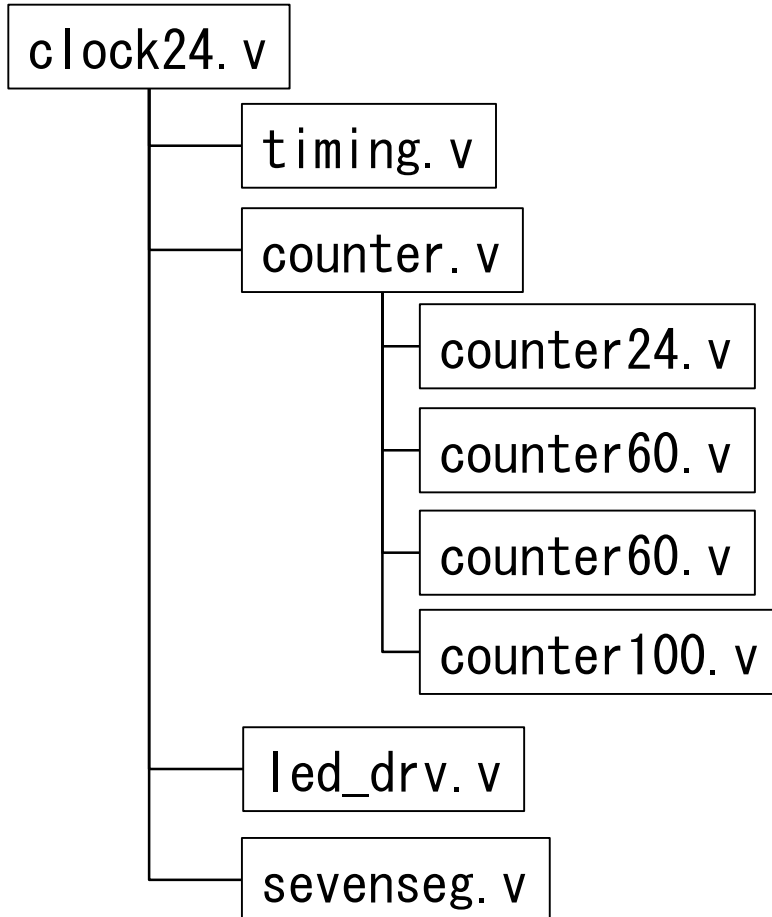 clock24.v
timing.v
counter.v
counter24.v
counter60.v
counter60.v
counter100.v
led_drv.v
sevenseg.v